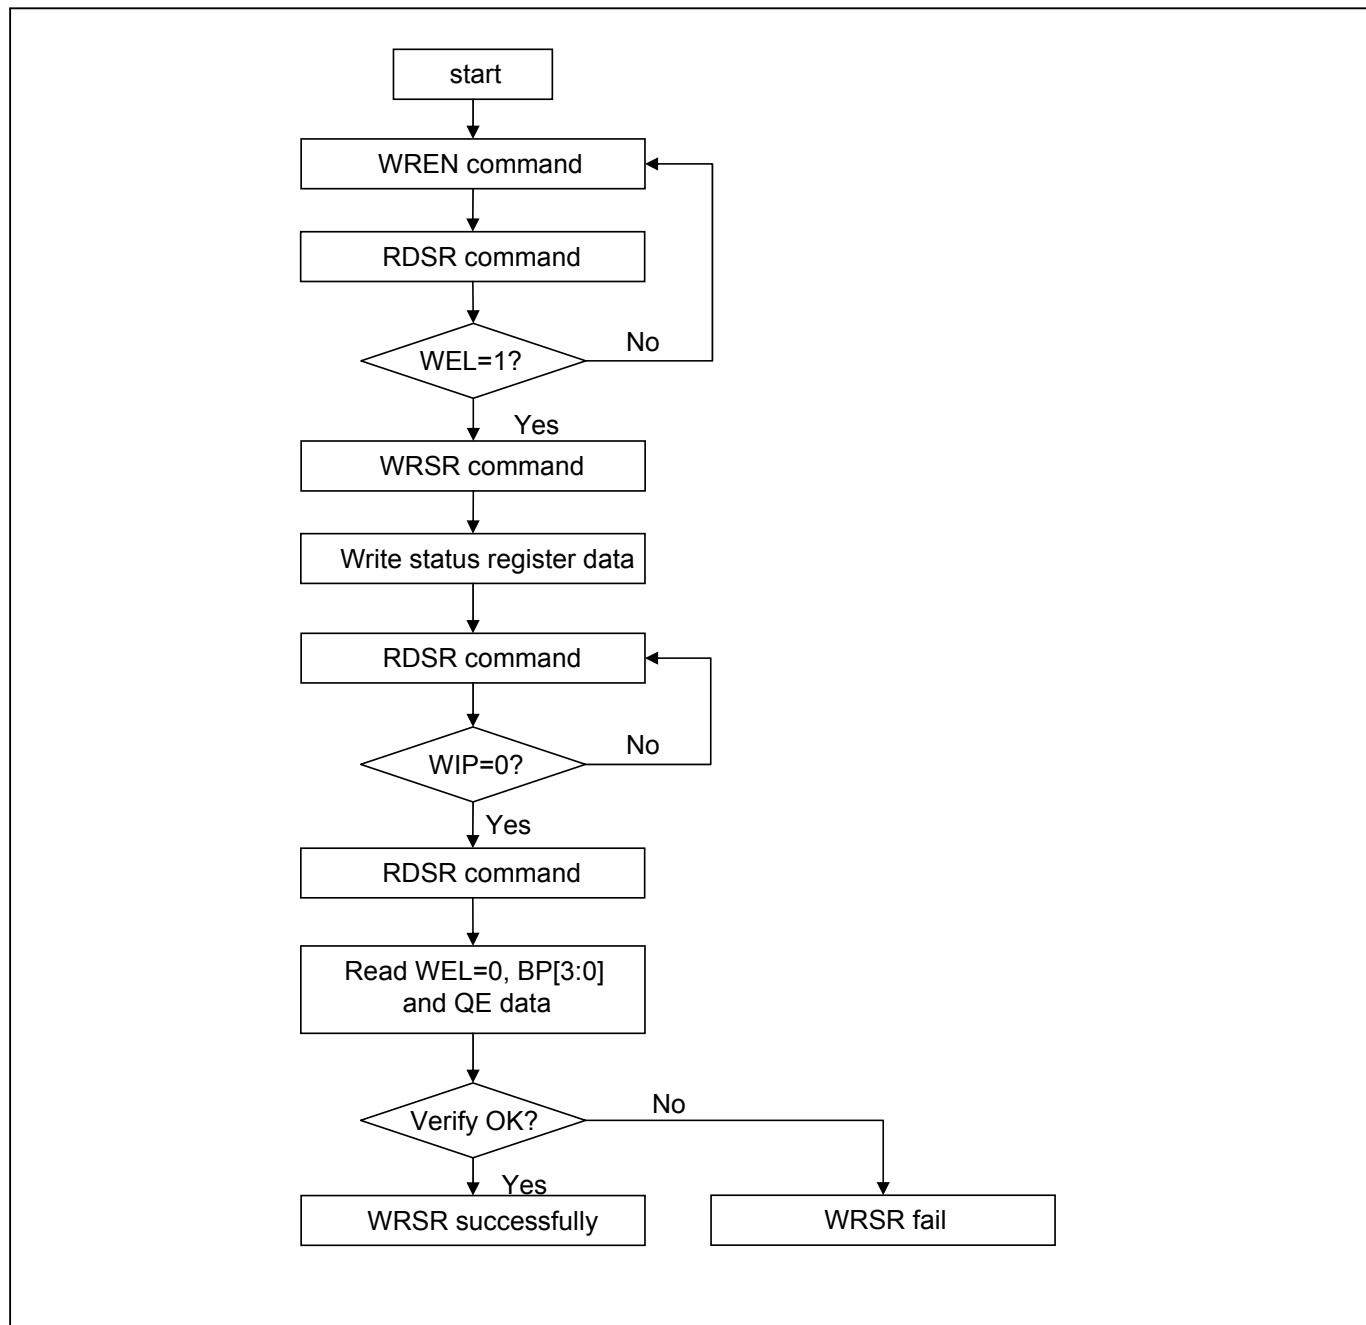 start
WREN command
RDSR command
WEL=1?
No
Yes
WRSR command
Write status register data
RDSR command
WIP=0?
No
Yes
RDSR command
Read WEL=0, BP[3:0]
and QE data
Verify OK?
No
Yes
WRSR successfully
WRSR fail